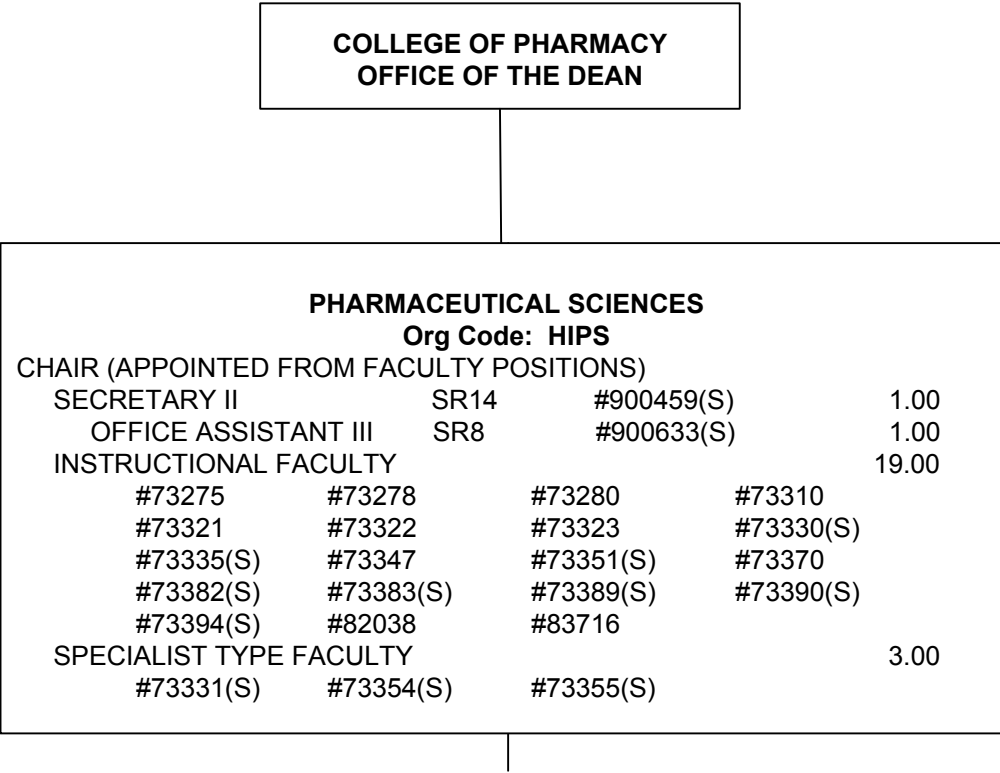 COLLEGE OF PHARMACY
OFFICE OF THE DEAN
PHARMACEUTICAL SCIENCES
Org Code: HIPS
CHAIR (APPOINTED FROM FACULTY POSITIONS)
SECRETARY II SR14 #900459(S) 1.00
OFFICE ASSISTANT III SR8 #900633(S) 1.00
INSTRUCTIONAL FACULTY 19.00
#73275 #73278 #73280 #73310
#73321 #73322 #73323 #73330(S)
#73335(S) #73347 #73351(S) #73370
#73382(S) #73383(S) #73389(S) #73390(S)
#73394(S) #82038 #83716
SPECIALIST TYPE FACULTY 3.00
#73331(S) #73354(S) #73355(S)